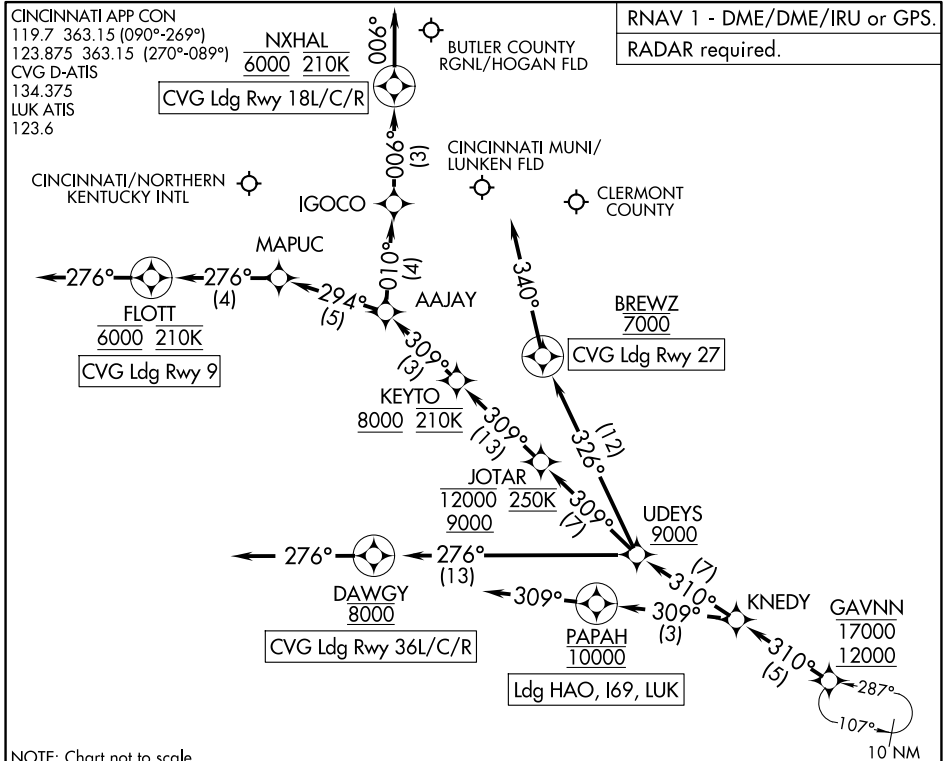 CINCINNATI APP CON
119.7 363.15 (090°-269°)
123.875 363.15 (270°-089°)
CVG D-ATIS
134.375
LUK ATIS
123.6
RNAV 1 - DME/DME/IRU or GPS.
RADAR required.
006°
NXHAL
6000 210K
CVG Ldg Rwy 18L/C/R
BUTLER COUNTY
RGNL/HOGAN FLD
006°
(3)
CINCINNATI MUNI/
LUNKEN FLD
CINCINNATI/NORTHERN
KENTUCKY INTL
CLERMONT
COUNTY
IGOCO
MAPUC
010°
(4)
276°
276°
(4)
294°
(5)
AAJAY
340°
FLOTT
6000 210K
CVG Ldg Rwy 9
BREWZ
7000
CVG Ldg Rwy 27
309°
(3)
KEYTO
8000 210K
309°
(13)
326°
(12)
JOTAR
12000 250K
9000
309°
(7)
UDEYS
9000
276°
276°
(13)
DAWGY
8000
CVG Ldg Rwy 36L/C/R
310°
(7)
309°
309°
(3)
KNEDY
PAPAH
10000
Ldg HAO, I69, LUK
GAVNN
17000
12000
310°
(5)
287°
107°
10 NM
NOTE: Chart not to scale